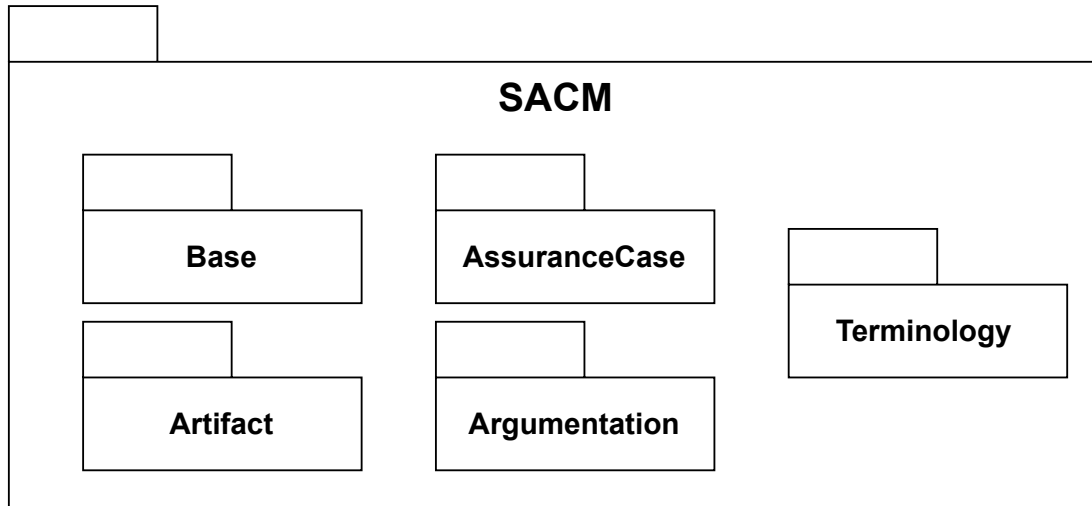 SACM
Base
AssuranceCase
Terminology
Artifact
Argumentation